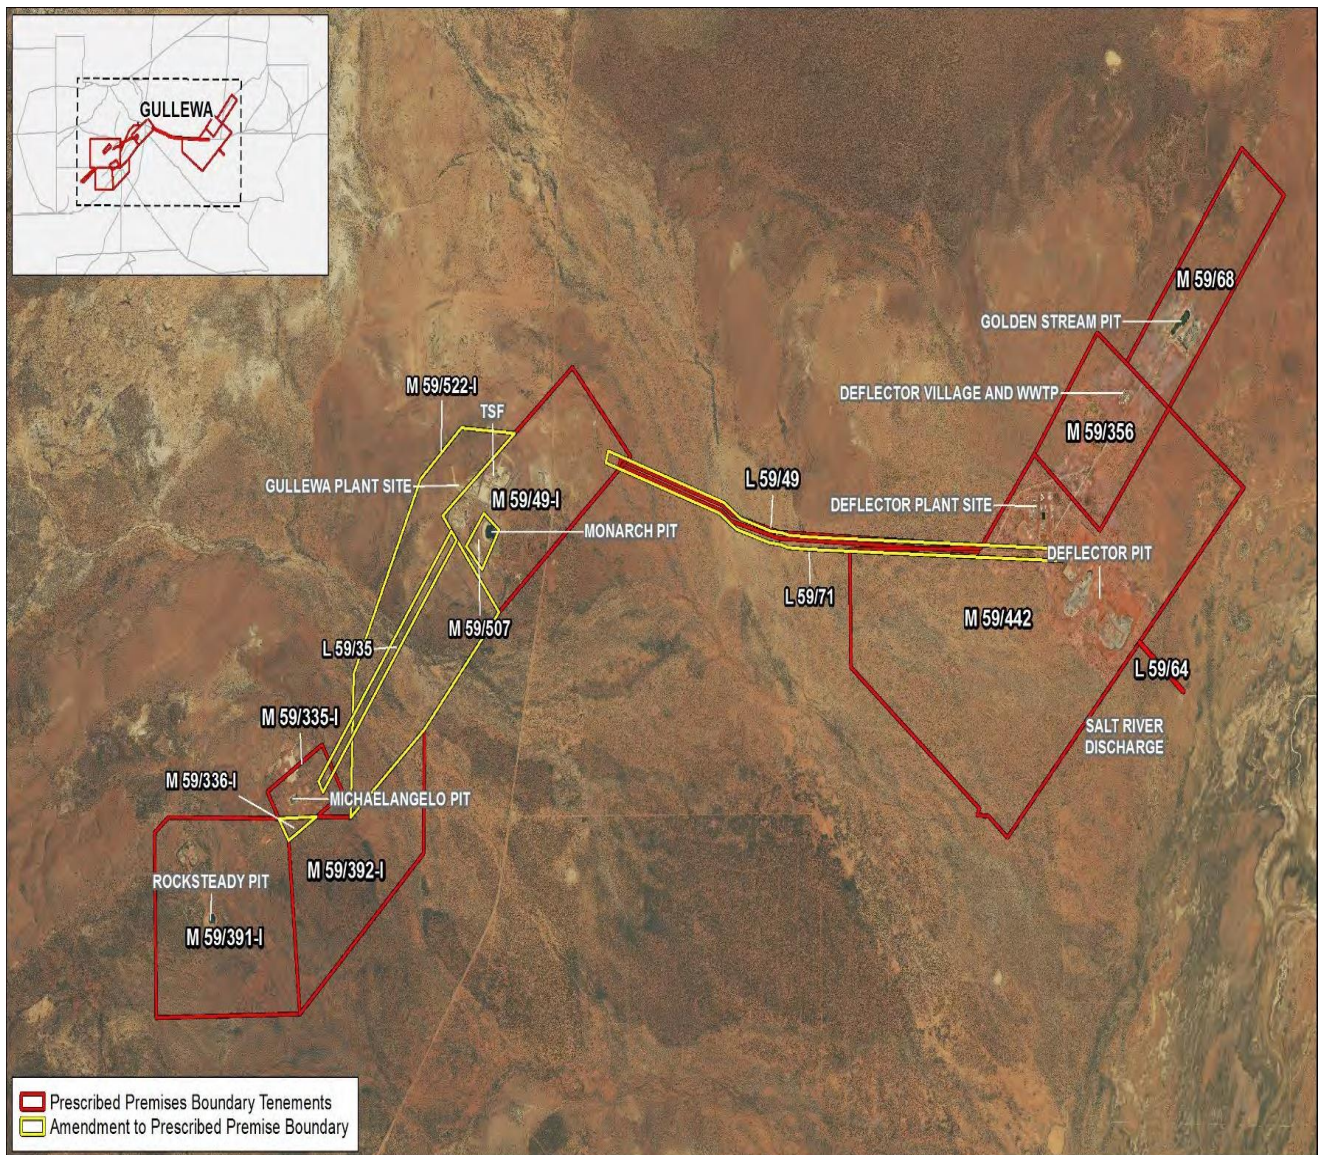 GULLEWA
M 59/68
GOLDEN STREAM PIT
M 59/522-I
TSF
DEFLECTOR VILLAGE AND WWTP
M 59/356
GULLEWA PLANT SITE
M 59/49-I
L 59/49
DEFLECTOR PLANT SITE
MONARCH PIT
DEFLECTOR PIT
L 59/71
M 59/507
M 59/442
L 59/35
L 59/64
M 59/335-I
SALT RIVER
DISCHARGE
M 59/336-I
MICHAELANGELO PIT
M 59/392-I
ROCKSTEADY PIT
M 59/391-I
Prescribed Premises Boundary Tenements
Amendment to Prescribed Premise Boundary